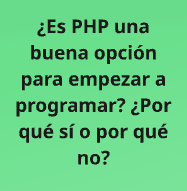 ¿Es PHP una
buena opción
para empezar a
programar? ¿Por
qué sí o por qué
no?